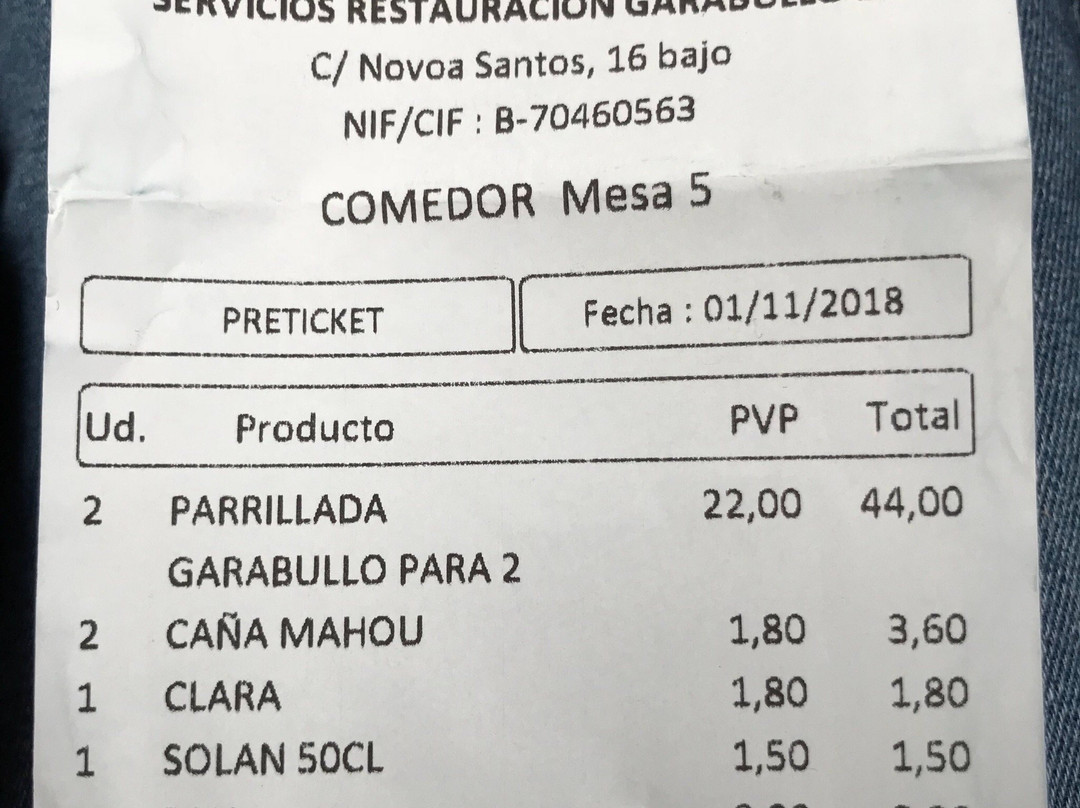 SERVICIOS RESTAURACIÓN
C/ Novoa Santos, 16 bajo
NIF/CIF : B-70460563
COMEDOR Mesa 5
PRETICKET Fecha : 01/11/2018
Ud. Producto PVP Total
2 PARRILLADA 22,00 44,00
GARABULLO PARA 2
2 CAÑA MAHOU 1,80 3,60
1 CLARA 1,80 1,80
1 SOLAN 50CL 1,50 1,50